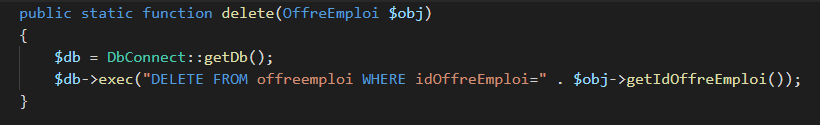 public static function delete(OffreEmploi $obj)
{
$db = DbConnect::getDb();
$db->exec("DELETE FROM offreemploi WHERE idOffreEmploi=" . $obj->getIdOffreEmploi());
}